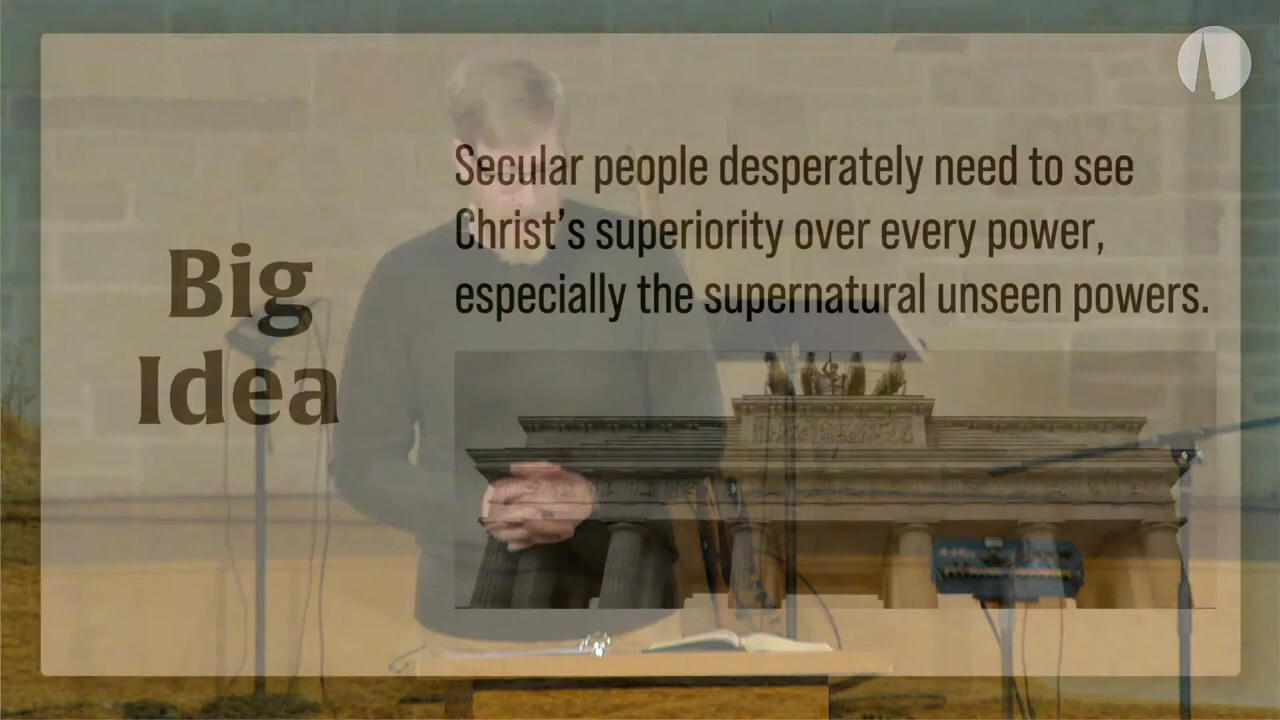 Big
Idea
Secular people desperately need to see
Christ’s superiority over every power,
especially the supernatural unseen powers.